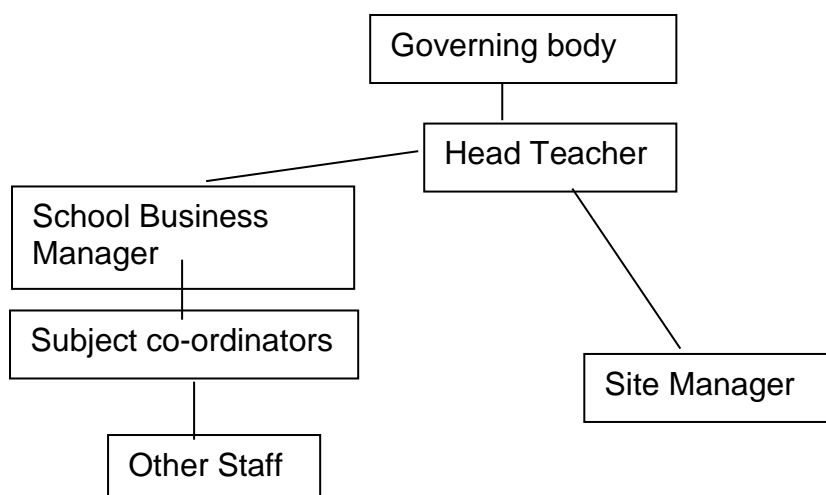 Governing body
Head Teacher
School Business
Manager
Subject co-ordinators
Site Manager
Other Staff